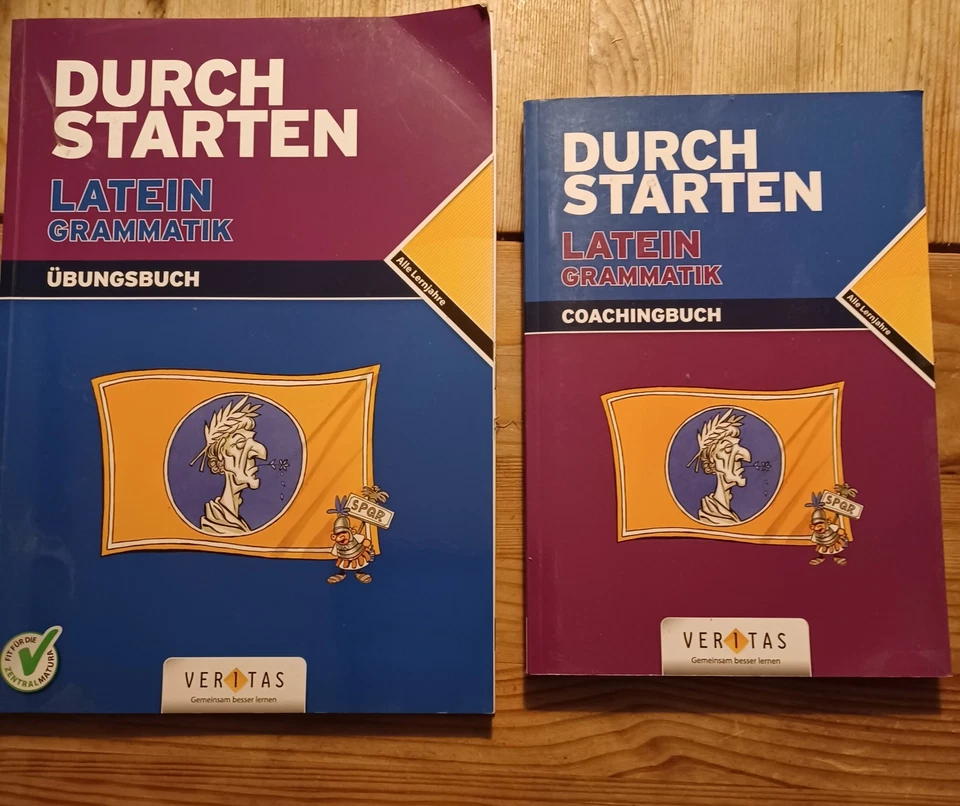 DURCH
STARTEN
LATEIN
GRAMMATIK
ÜBUNGSBUCH
Alle Lernjahre
SPQR
FIT FÜR DIE
ZENTRALMATURA
VERITAS
Gemeinsam besser lernen
DURCH
STARTEN
LATEIN
GRAMMATIK
COACHINGBUCH
Alle Lernjahre
SPQR
VERITAS
Gemeinsam besser lernen